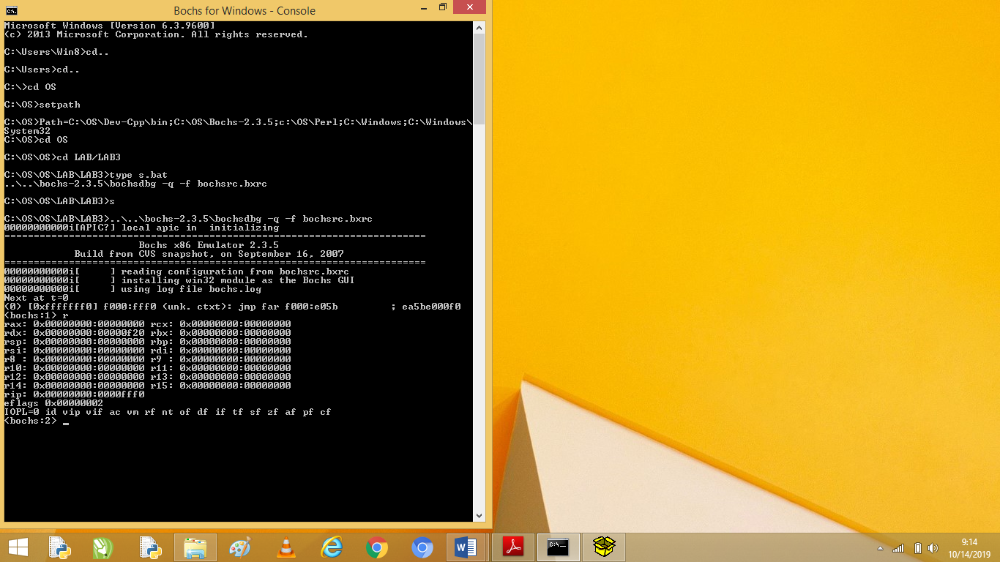 Bochs for Windows - Console
Microsoft Windows [Version 6.3.9600]
(c) 2013 Microsoft Corporation. All rights reserved.
C:\Users\Win8>cd..
C:\Users>cd..
C:\>cd OS
C:\OS>setpath
C:\OS>Path=C:\OS\Dev-Cpp\bin;C:\OS\Bochs-2.3.5;c:\OS\Perl;C:\Windows;C:\Windows\
System32
C:\OS>cd OS
C:\OS\OS>cd LAB/LAB3
C:\OS\OS\LAB\LAB3>type s.bat
..\..\bochs-2.3.5\bochsdbg -q -f bochsrc.bxrc
C:\OS\OS\LAB\LAB3>s
C:\OS\OS\LAB\LAB3>..\..\bochs-2.3.5\bochsdbg -q -f bochsrc.bxrc
00000000000i[APIC?] local apic in  initializing
========================================================================
Bochs x86 Emulator 2.3.5
Build from CVS snapshot, on September 16, 2007
========================================================================
00000000000i[     ] reading configuration from bochsrc.bxrc
00000000000i[     ] installing win32 module as the Bochs GUI
00000000000i[     ] using log file bochs.log
Next at t=0
(0) [0xfffffff0] f000:fff0 (unk. ctxt): jmp far f000:e05b         ; ea5be000f0
<bochs:1> r
rax: 0x00000000:00000000 rcx: 0x00000000:00000000
rdx: 0x00000000:00000f20 rbx: 0x00000000:00000000
rsp: 0x00000000:00000000 rbp: 0x00000000:00000000
rsi: 0x00000000:00000000 rdi: 0x00000000:00000000
r8 : 0x00000000:00000000 r9 : 0x00000000:00000000
r10: 0x00000000:00000000 r11: 0x00000000:00000000
r12: 0x00000000:00000000 r13: 0x00000000:00000000
r14: 0x00000000:00000000 r15: 0x00000000:00000000
rip: 0x00000000:0000fff0
eflags 0x00000002
IOPL=0 id vip vif ac vm rf nt of df if tf sf zf af pf cf
<bochs:2> _
9:14
10/14/2019